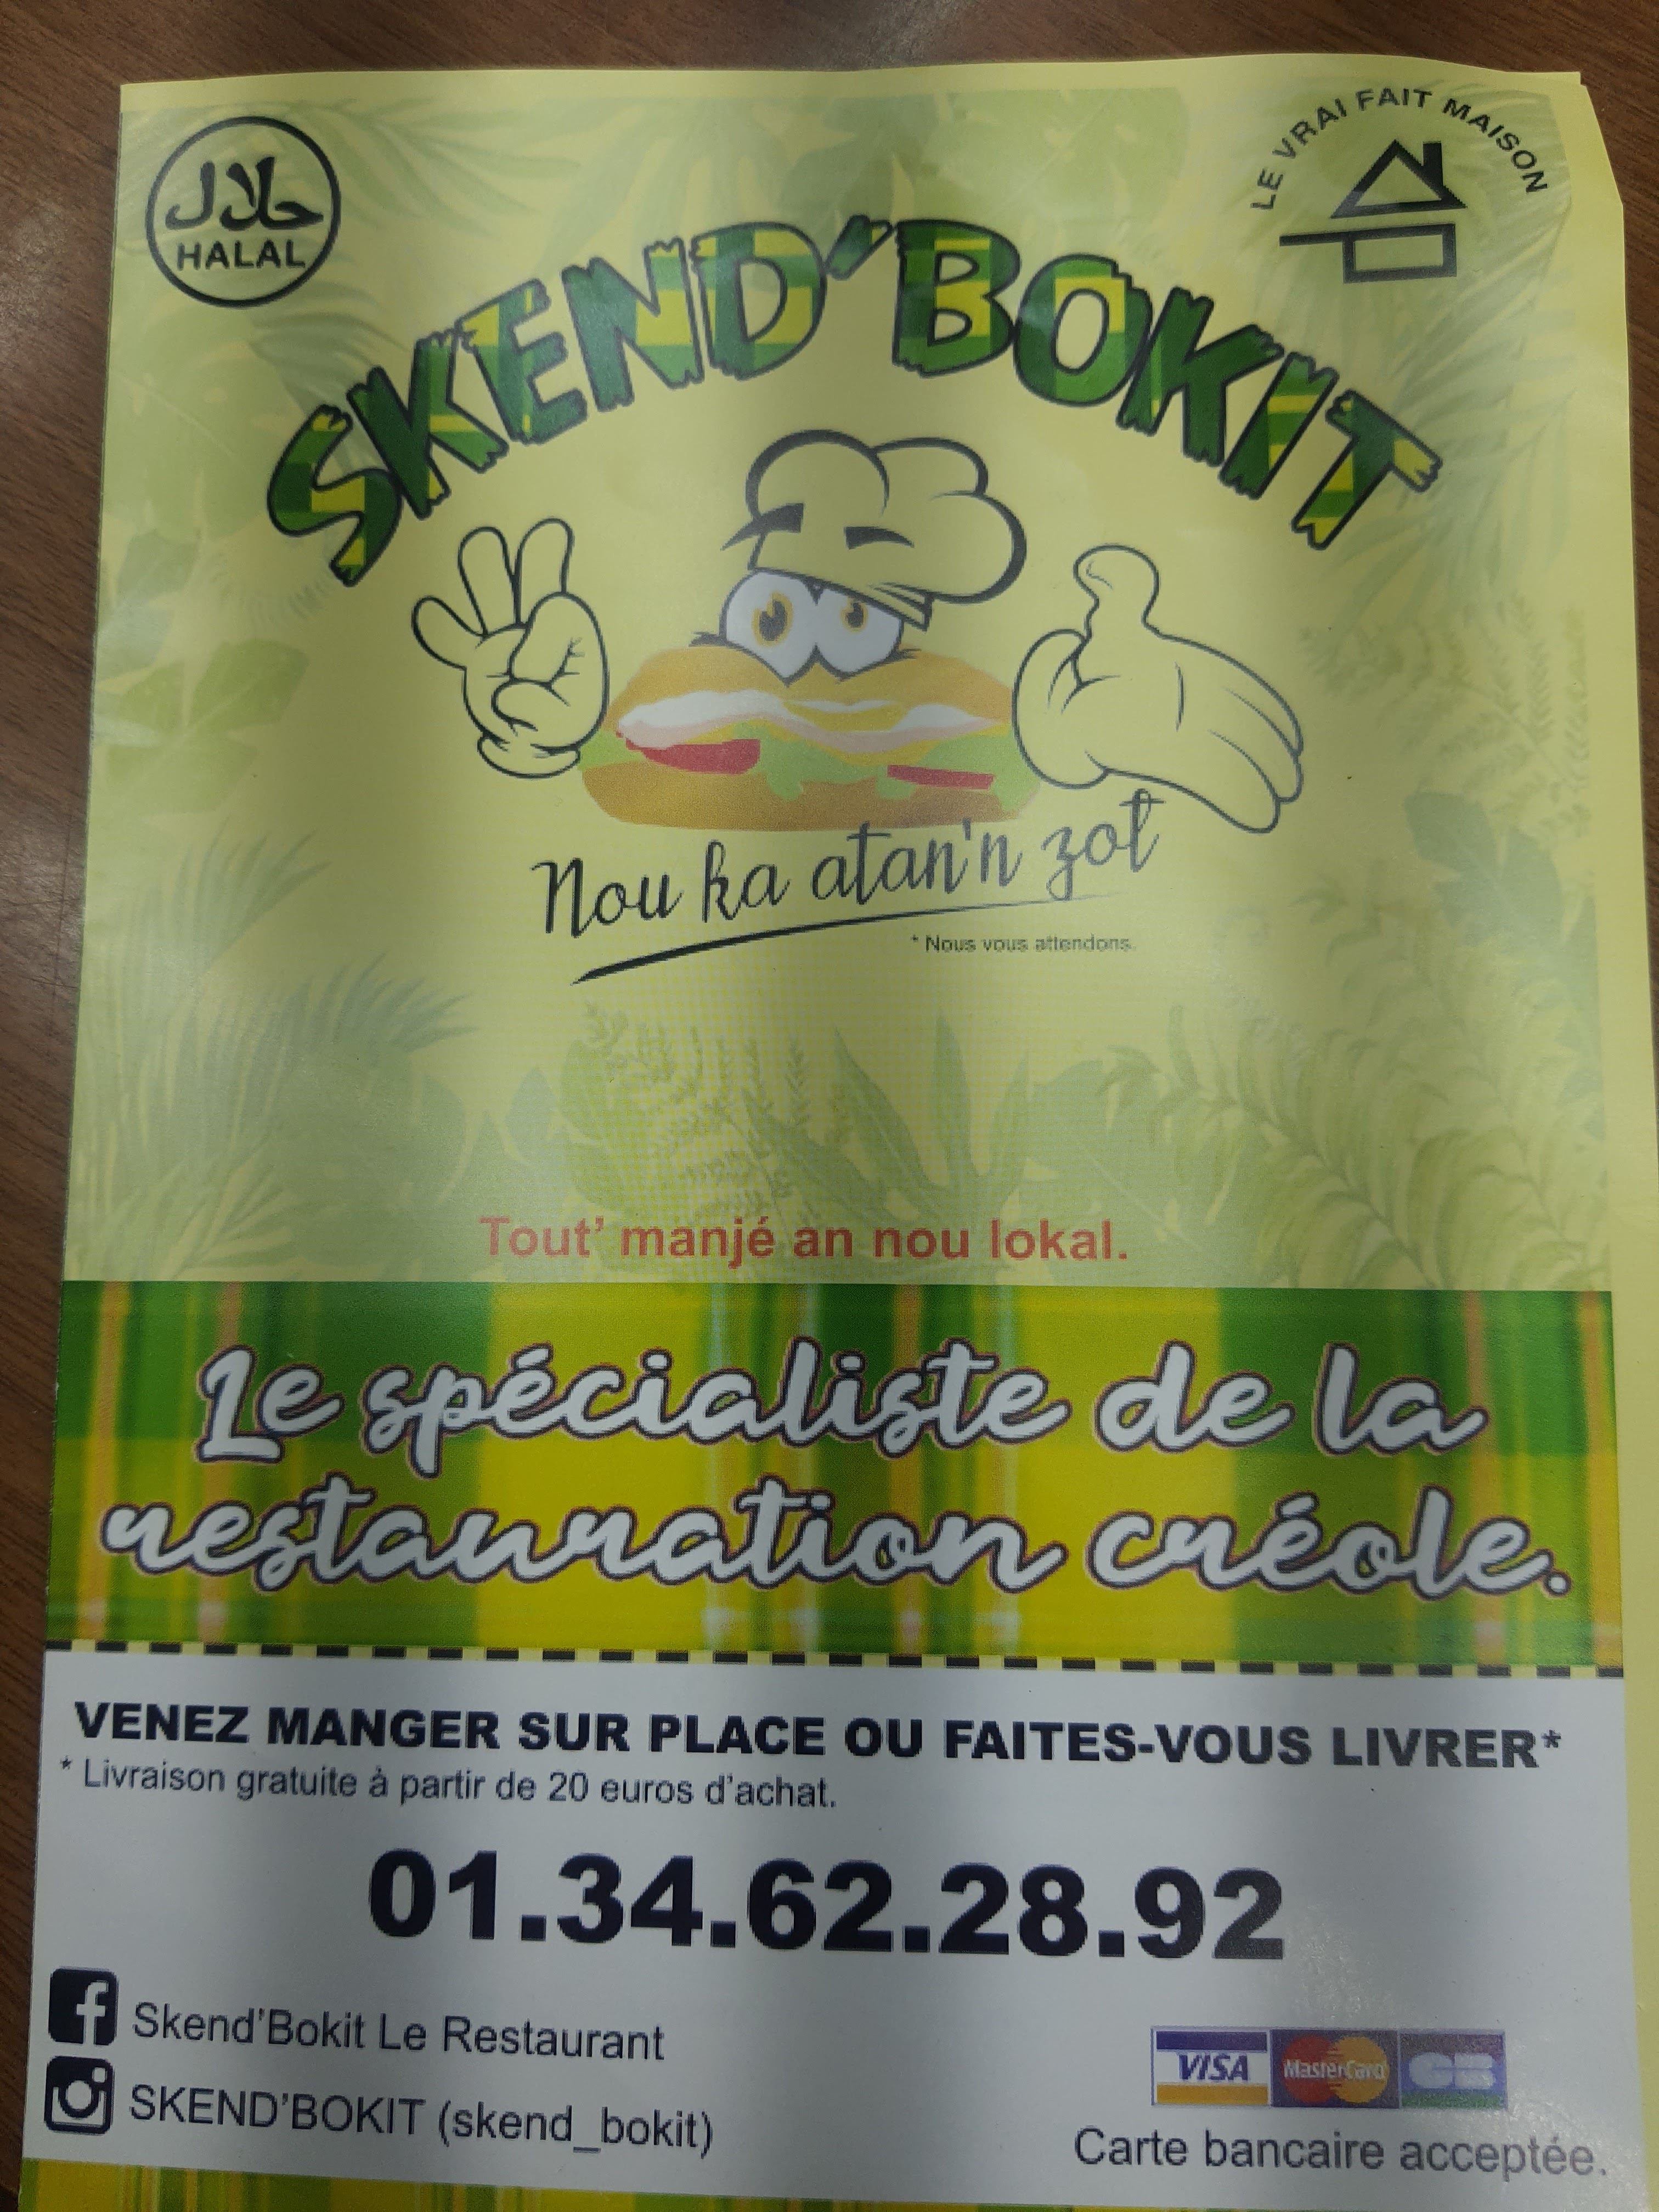 حلال
HALAL
LE VRAI FAIT MAISON
SKEND'BOKIT
Nou ka atan'n zot
* Nous vous attendons.
Tout' manjé an nou lokal.
Le spécialiste de la
restauration créole.
VENEZ MANGER SUR PLACE OU FAITES-VOUS LIVRER*
* Livraison gratuite à partir de 20 euros d'achat.
01.34.62.28.92
Skend'Bokit Le Restaurant
SKEND'BOKIT (skend_bokit)
VISA MasterCard CB
Carte bancaire acceptée.